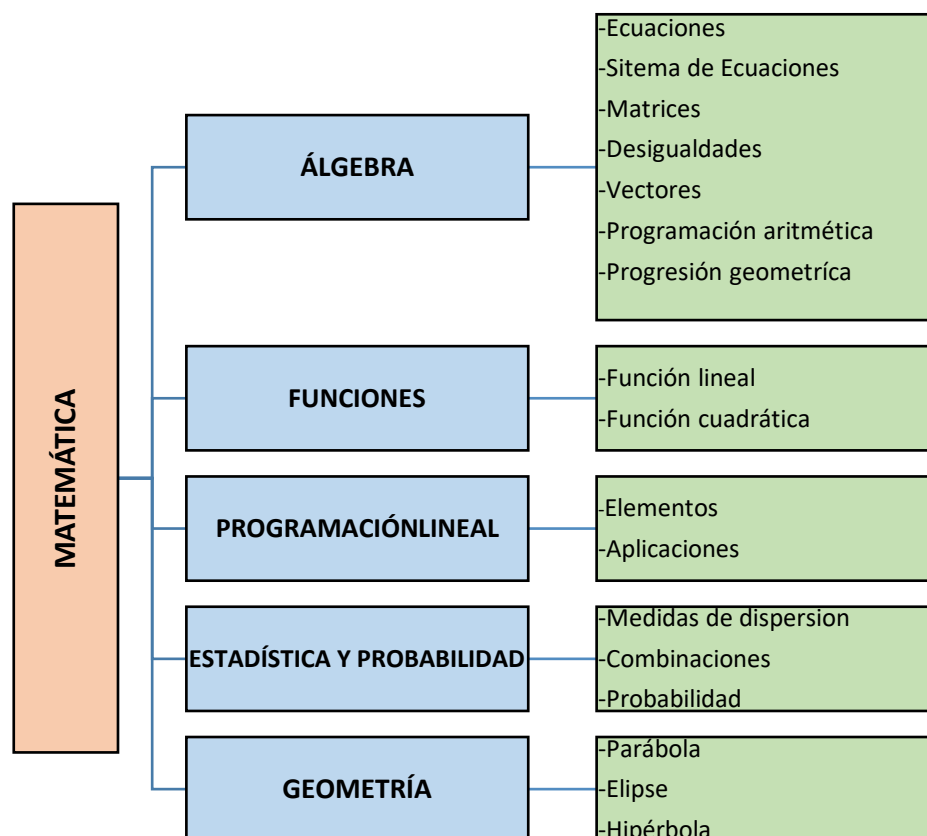 MATEMÁTICA
ÁLGEBRA
-Ecuaciones
-Sitema de Ecuaciones
-Matrices
-Desigualdades
-Vectores
-Programación aritmética
-Progresión geometríca
FUNCIONES
-Función lineal
-Función cuadrática
PROGRAMACIÓNLINEAL
-Elementos
-Aplicaciones
ESTADÍSTICA Y PROBABILIDAD
-Medidas de dispersion
-Combinaciones
-Probabilidad
GEOMETRÍA
-Parábola
-Elipse
-Hipérbola